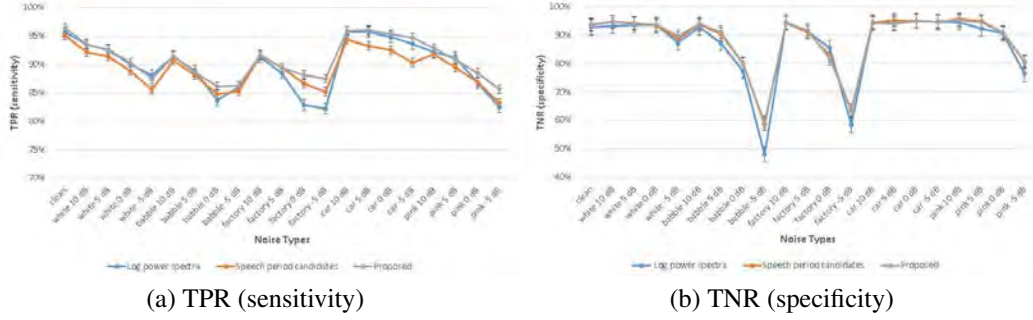 100%
95%
90%
85%
80%
75%
70%
TPR (sensitivity)
clean
white 10 dB
white 5 dB
white 0 dB
white -5 dB
babble 10 dB
babble 5 dB
babble 0 dB
babble -5 dB
factory 10 dB
factory 5 dB
factory 0 dB
factory -5 dB
car 10 dB
car 5 dB
car 0 dB
car -5 dB
pink 10 dB
pink 5 dB
pink 0 dB
pink -5 dB
Noise Types
Log power spectra
Speech period candidates
Proposed
(a) TPR (sensitivity)
100%
90%
80%
70%
60%
50%
40%
TNR (specificity)
clean
white 10 dB
white 5 dB
white 0 dB
white -5 dB
babble 10 dB
babble 5 dB
babble 0 dB
babble -5 dB
factory 10 dB
factory 5 dB
factory 0 dB
factory -5 dB
car 10 dB
car 5 dB
car 0 dB
car -5 dB
pink 10 dB
pink 5 dB
pink 0 dB
pink -5 dB
Noise Types
Log power spectra
Speech period candidates
Proposed
(b) TNR (specificity)